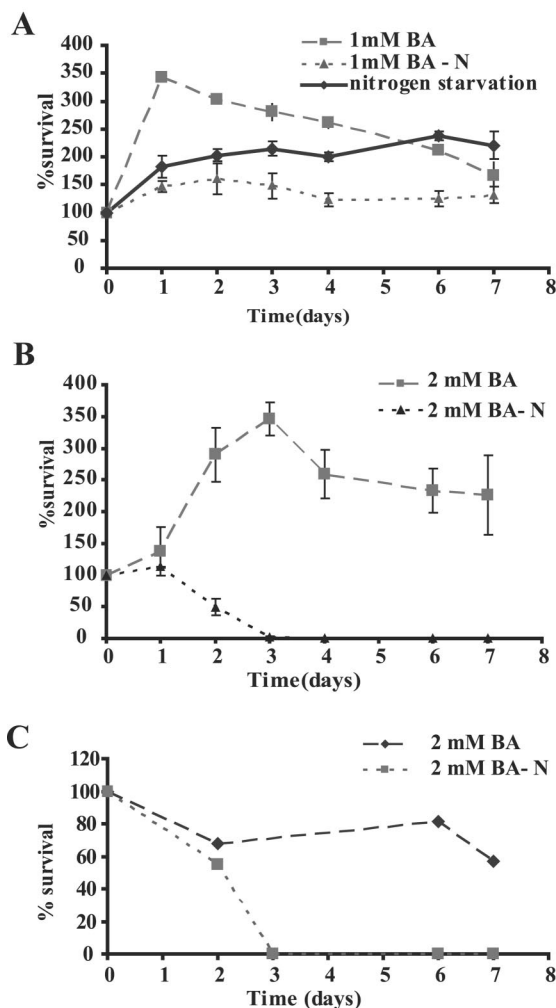 A
1mM BA
1mM BA - N
nitrogen starvation
400
350
300
250
200
150
100
50
0
%survival
0 1 2 3 4 5 6 7 8
Time(days)
B
2 mM BA
2 mM BA- N
400
350
300
250
200
150
100
50
0
%survival
0 1 2 3 4 5 6 7 8
Time(days)
C
2 mM BA
2 mM BA- N
120
100
80
60
40
20
0
% survival
0 1 2 3 4 5 6 7 8
Time (days)